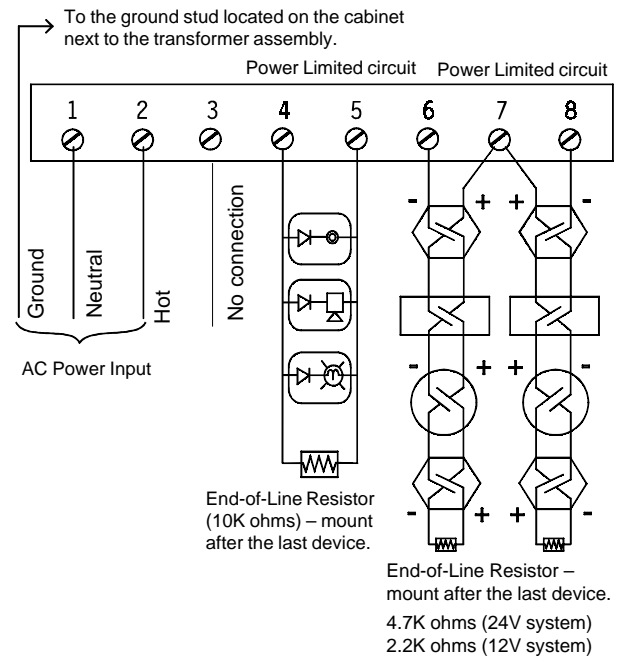 To the ground stud located on the cabinet
next to the transformer assembly.
Power Limited circuit Power Limited circuit
1 2 3 4 5 6 7 8
Ground
Neutral
Hot
No connection
AC Power Input
- + + -
- + + -
- + + -
End-of-Line Resistor
(10K ohms) – mount
after the last device.
End-of-Line Resistor –
mount after the last device.
4.7K ohms (24V system)
2.2K ohms (12V system)